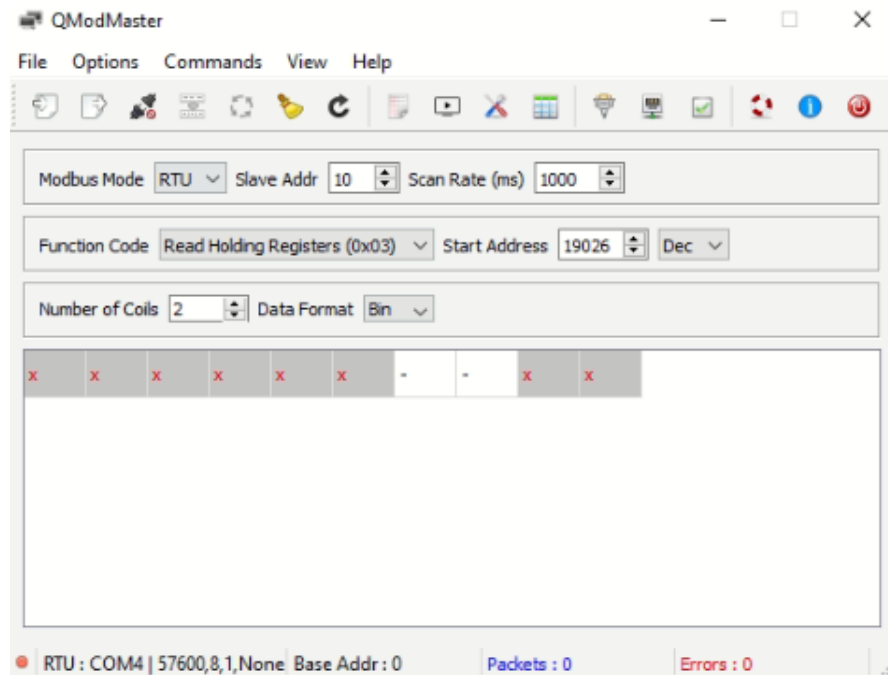 QModMaster
File Options Commands View Help
Modbus Mode RTU Slave Addr 10 Scan Rate (ms) 1000
Function Code Read Holding Registers (0x03) Start Address 19026 Dec
Number of Coils 2 Data Format Bin
x x x x x x - - x x
RTU : COM4 | 57600,8,1,None Base Addr : 0 Packets : 0 Errors : 0